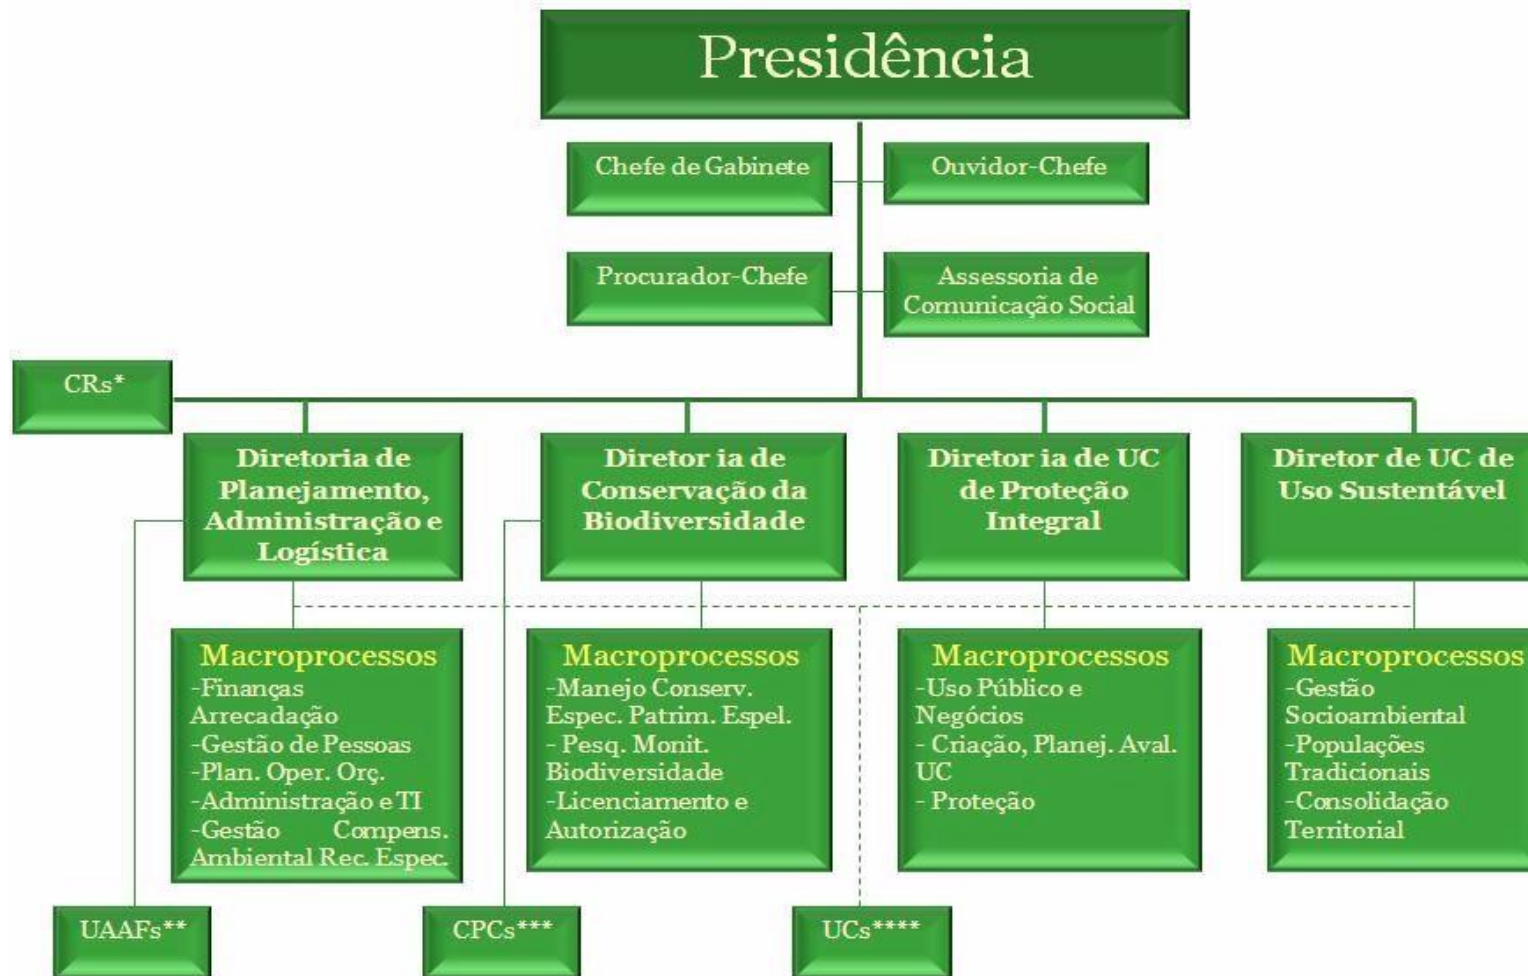 Presidência
Chefe de Gabinete
Ouvidor-Chefe
Procurador-Chefe
Assessoria de
Comunicação Social
CRs*
Diretoria de
Planejamento,
Administração e
Logística
Diretor ia de
Conservação da
Biodiversidade
Diretor ia de UC
de Proteção
Integral
Diretor de UC de
Uso Sustentável
Macroprocessos
-Finanças
Arrecadação
-Gestão de Pessoas
-Plan. Oper. Orç.
-Administração e TI
-Gestão Compens.
Ambiental Rec. Espec.
Macroprocessos
-Manejo Conserv.
Espec. Patrim. Espel.
- Pesq. Monit.
Biodiversidade
-Licenciamento e
Autorização
Macroprocessos
-Uso Público e
Negócios
- Criação, Planej. Aval.
UC
- Proteção
Macroprocessos
-Gestão
Socioambiental
-Populações
Tradicionais
-Consolidação
Territorial
UAAFs**
CPCs***
UCs****